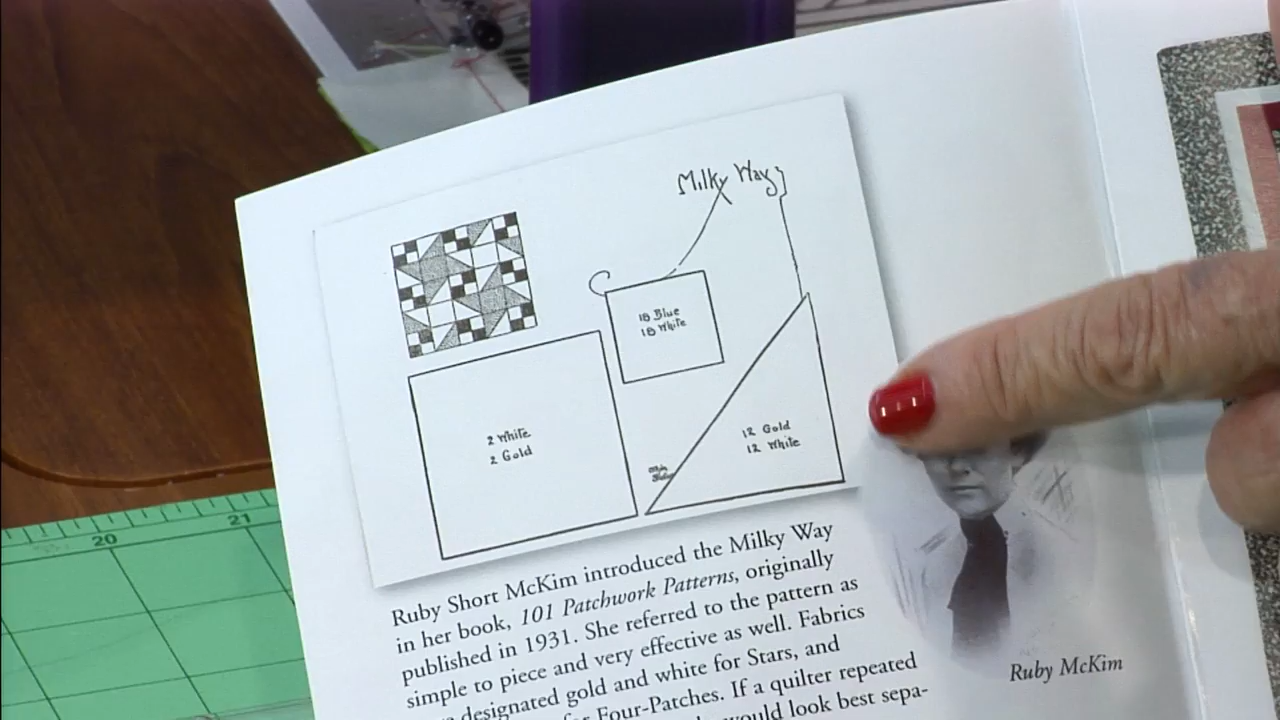 Milky Way
18 Blue
18 White
2 White
2 Gold
12 Gold
12 White
Ruby Short McKim introduced the Milky Way
in her book, 101 Patchwork Patterns, originally
published in 1931. She referred to the pattern as
simple to piece and very effective as well. Fabrics
designated gold and white for Stars, and
for Four-Patches. If a quilter repeated
would look best sepa-
Ruby McKim
20
21